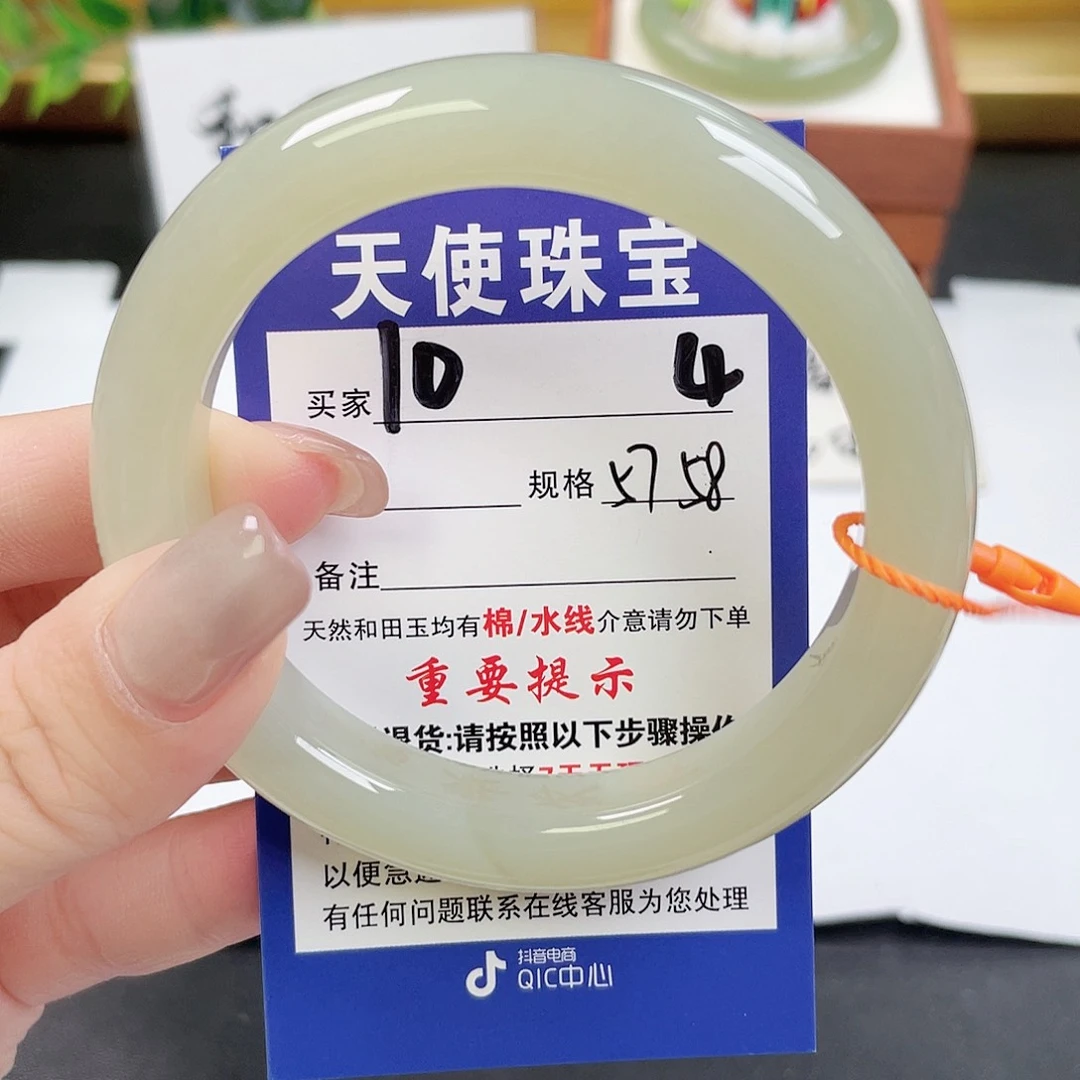 天使珠宝
买家 10 4
规格 57 58
备注
天然和田玉均有棉/水线介意请勿下单
重要提示
退货:请按照以下步骤操作
以便急速
有任何问题联系在线客服为您处理
抖音电商
QIC中心